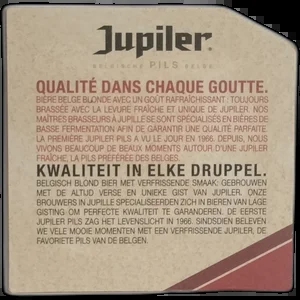 Jupiler
BELGISCHE PILS BELGE
QUALITÉ DANS CHAQUE GOUTTE.
BIÈRE BELGE BLONDE AVEC UN GOÛT RAFRAICHISSANT: TOUJOURS
BRASSÉE AVEC LA LEVURE FRAÎCHE ET UNIQUE DE JUPILER. NOS
MAÎTRES BRASSEURS À JUPILLE SE SONT SPÉCIALISÉS EN BIÈRES DE
BASSE FERMENTATION AFIN DE GARANTIR UNE QUALITÉ PARFAITE.
LA PREMIÈRE JUPILER PILS A VU LE JOUR EN 1966. DEPUIS, NOUS
VIVONS BEAUCOUP DE BEAUX MOMENTS AUTOUR D'UNE JUPILER
FRAÎCHE, LA PILS PRÉFÉRÉE DES BELGES.
KWALITEIT IN ELKE DRUPPEL.
BELGISCH BLOND BIER MET VERFRISSENDE SMAAK: GEBROUWEN
MET DE ALTIJD VERSE EN UNIEKE GIST VAN JUPILER. ONZE
BROUWERS IN JUPILLE SPECIALISEERDEN ZICH IN BIEREN VAN LAGE
GISTING OM PERFECTE KWALITEIT TE GARANDEREN. DE EERSTE
JUPILER PILS ZAG HET LEVENSLICHT IN 1966. SINDSDIEN BELEVEN
WE VELE MOOIE MOMENTEN MET EEN VERFRISSENDE JUPILER, DE
FAVORIETE PILS VAN DE BELGEN.